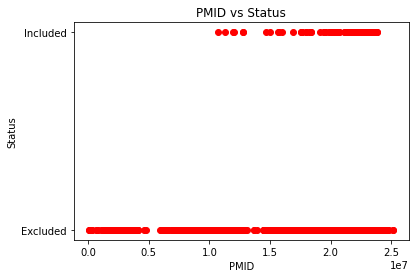 PMID vs Status
Included
Status
Excluded
0.0 0.5 1.0 1.5 2.0 2.5
PMID
1e7